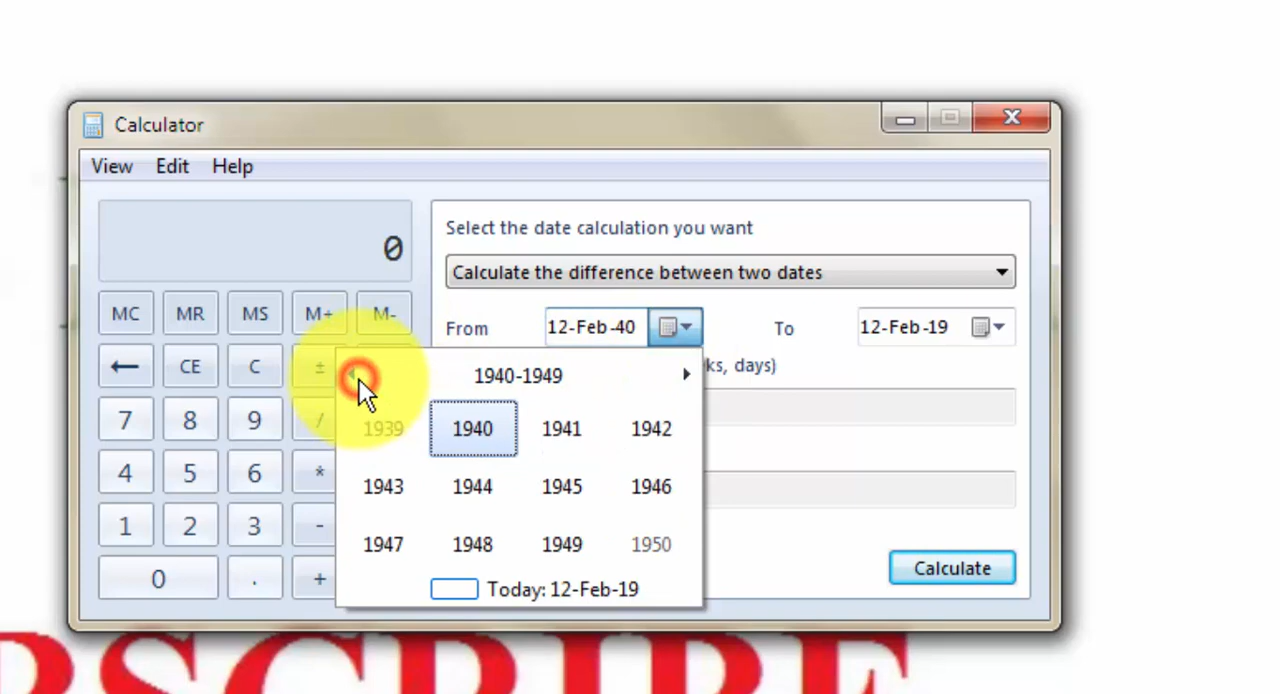 Calculator
View Edit Help
0
Select the date calculation you want
Calculate the difference between two dates
From 12-Feb-40 To 12-Feb-19
ks, days)
MC MR MS M+ M-
← CE C ±
7 8 9 /
4 5 6 *
1 2 3 -
0 . +
1940-1949
1939 1940 1941 1942
1943 1944 1945 1946
1947 1948 1949 1950
Today: 12-Feb-19
Calculate
BSCRIBE